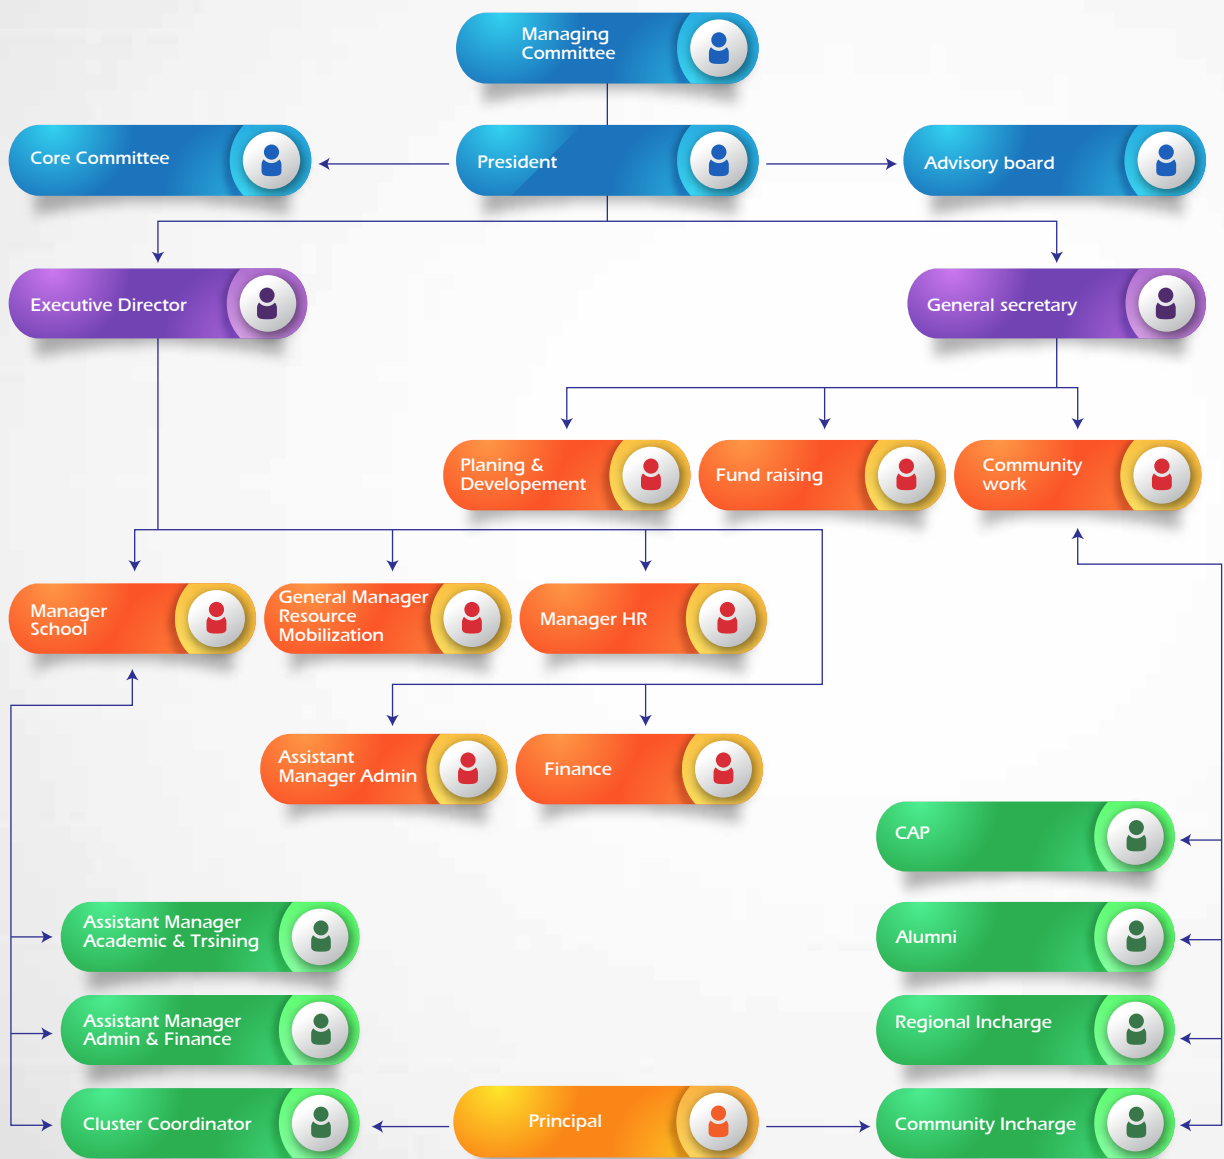 Managing
Committee
Core Committee
President
Advisory board
Executive Director
General secretary
Planing &
Developement
Fund raising
Community
work
Manager
School
General Manager
Resource
Mobilization
Manager HR
Assistant
Manager Admin
Finance
CAP
Assistant Manager
Academic & Trsining
Alumni
Assistant Manager
Admin & Finance
Regional Incharge
Cluster Coordinator
Principal
Community Incharge